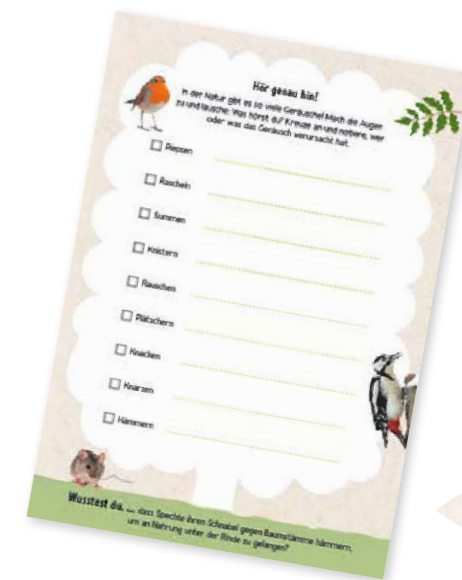 Hör genau hin!
In der Natur gibt es so viele Geräusche! Mach die Augen
zu und lausche: Was hörst du? Kreuze an und notiere, wer
oder was das Geräusch verursacht hat.
Piepsen
Rascheln
Summen
Knistern
Rauschen
Plätschern
Knacken
Knarzen
Hämmern
Wusstest du, ... dass Spechte ihren Schnabel gegen Baumstämme hämmern,
um an Nahrung unter der Rinde zu gelangen?